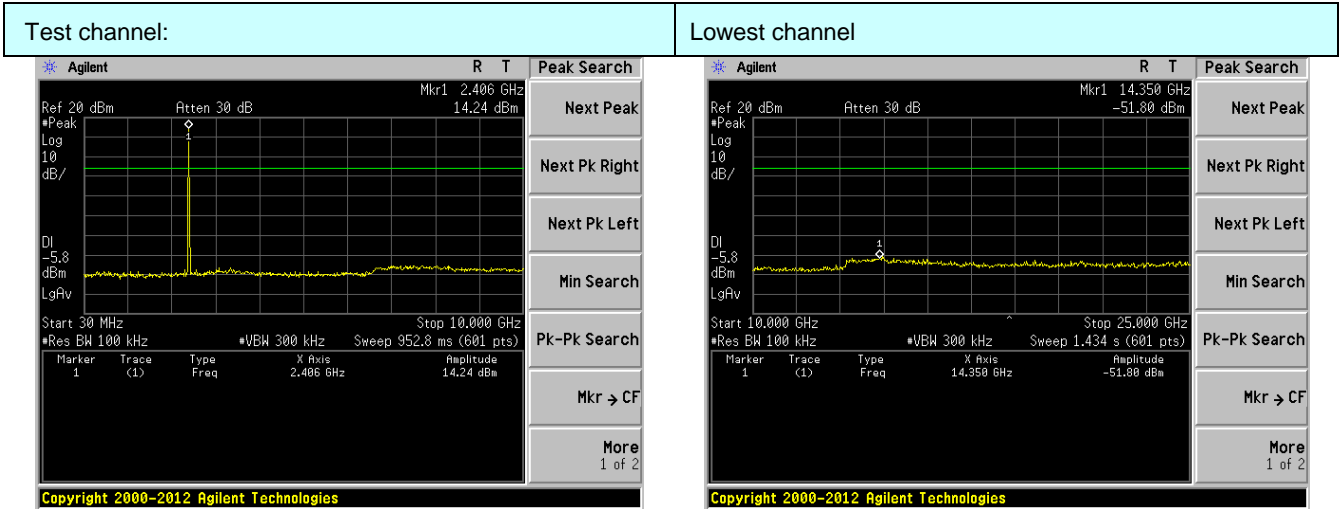 Test channel:
Lowest channel
Agilent R T
Peak Search
Mkr1 2.406 GHz
Ref 20 dBm Atten 30 dB 14.24 dBm
#Peak
Log
10
dB/
1
DI
-5.8
dBm
LgAv
Start 30 MHz Stop 10.000 GHz
#Res BW 100 kHz #VBW 300 kHz Sweep 952.8 ms (601 pts)
Marker Trace Type X Axis Amplitude
1 (1) Freq 2.406 GHz 14.24 dBm
Next Peak
Next Pk Right
Next Pk Left
Min Search
Pk-Pk Search
Mkr → CF
More
1 of 2
Copyright 2000-2012 Agilent Technologies
Agilent R T
Peak Search
Mkr1 14.350 GHz
Ref 20 dBm Atten 30 dB -51.80 dBm
#Peak
Log
10
dB/
1
DI
-5.8
dBm
LgAv
Start 10.000 GHz Stop 25.000 GHz
#Res BW 100 kHz #VBW 300 kHz Sweep 1.434 s (601 pts)
Marker Trace Type X Axis Amplitude
1 (1) Freq 14.350 GHz -51.80 dBm
Next Peak
Next Pk Right
Next Pk Left
Min Search
Pk-Pk Search
Mkr → CF
More
1 of 2
Copyright 2000-2012 Agilent Technologies